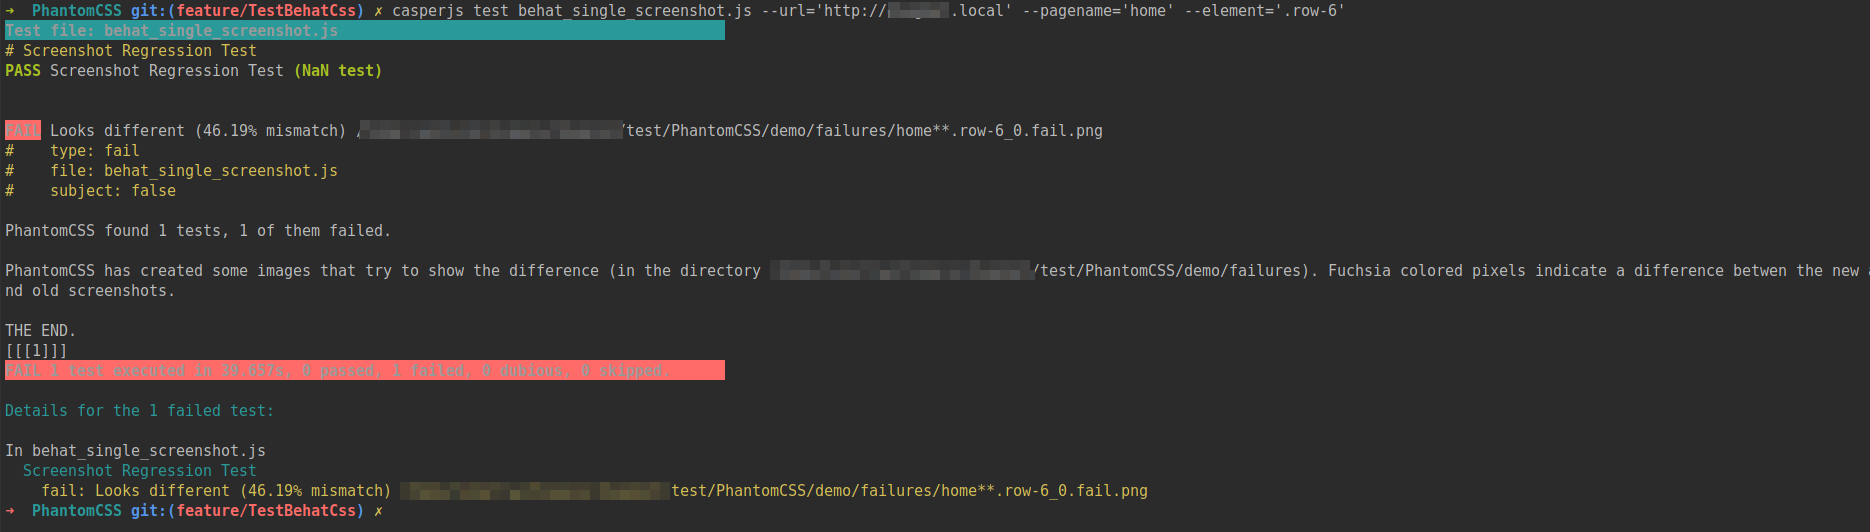 ➜  PhantomCSS git:(feature/TestBehatCss) ✗ casperjs test behat_single_screenshot.js --url='http://.local' --pagename='home' --element='.row-6'
Test file: behat_single_screenshot.js
# Screenshot Regression Test
PASS Screenshot Regression Test (NaN test)
FAIL Looks different (46.19% mismatch) /test/PhantomCSS/demo/failures/home**.row-6_0.fail.png
#    type: fail
#    file: behat_single_screenshot.js
#    subject: false
PhantomCSS found 1 tests, 1 of them failed.
PhantomCSS has created some images that try to show the difference (in the directory /test/PhantomCSS/demo/failures). Fuchsia colored pixels indicate a difference betwen the new a
nd old screenshots.
THE END.
[[[1]]]
FAIL 1 test executed in 39.657s, 0 passed, 1 failed, 0 dubious, 0 skipped.
Details for the 1 failed test:
In behat_single_screenshot.js
Screenshot Regression Test
fail: Looks different (46.19% mismatch) test/PhantomCSS/demo/failures/home**.row-6_0.fail.png
➜  PhantomCSS git:(feature/TestBehatCss) ✗